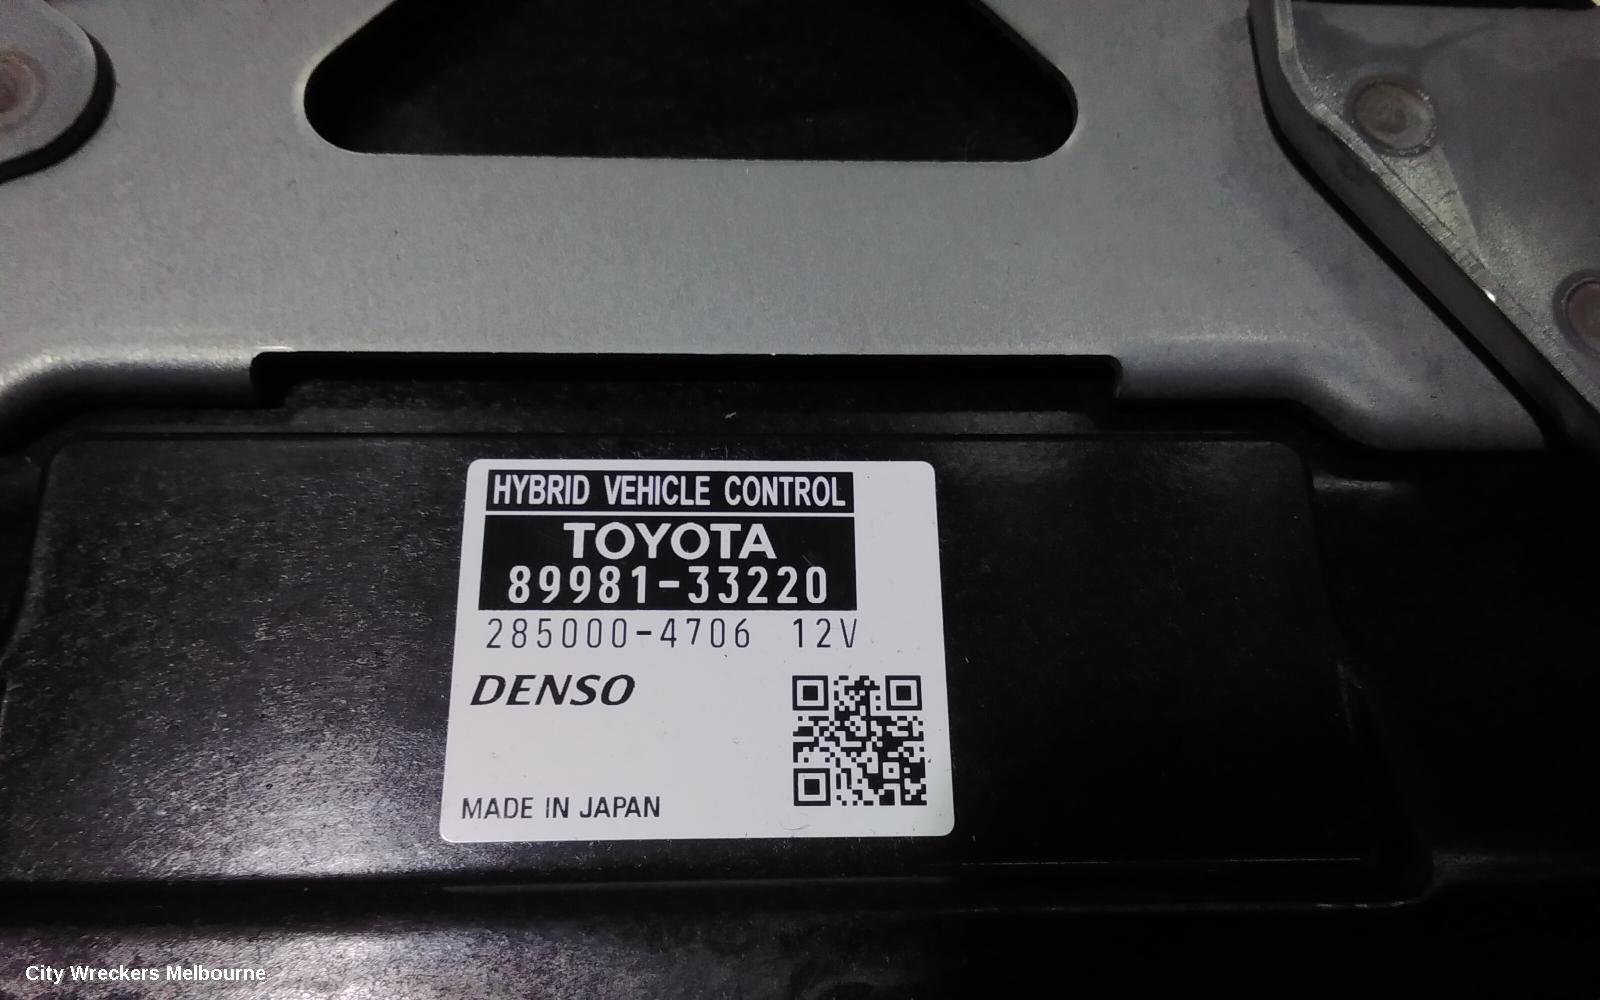 HYBRID VEHICLE CONTROL
TOYOTA
89981-33220
285000-4706 12V
DENSO
MADE IN JAPAN
City Wreckers Melbourne